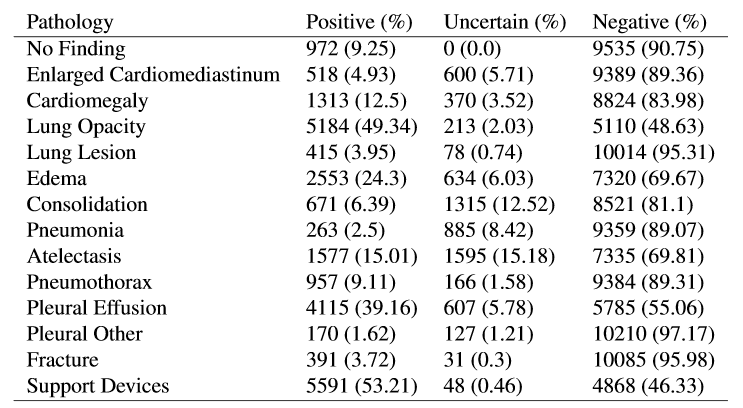 Pathology Positive (%) Uncertain (%) Negative (%)
No Finding 972 (9.25) 0 (0.0) 9535 (90.75)
Enlarged Cardiomediastinum 518 (4.93) 600 (5.71) 9389 (89.36)
Cardiomegaly 1313 (12.5) 370 (3.52) 8824 (83.98)
Lung Opacity 5184 (49.34) 213 (2.03) 5110 (48.63)
Lung Lesion 415 (3.95) 78 (0.74) 10014 (95.31)
Edema 2553 (24.3) 634 (6.03) 7320 (69.67)
Consolidation 671 (6.39) 1315 (12.52) 8521 (81.1)
Pneumonia 263 (2.5) 885 (8.42) 9359 (89.07)
Atelectasis 1577 (15.01) 1595 (15.18) 7335 (69.81)
Pneumothorax 957 (9.11) 166 (1.58) 9384 (89.31)
Pleural Effusion 4115 (39.16) 607 (5.78) 5785 (55.06)
Pleural Other 170 (1.62) 127 (1.21) 10210 (97.17)
Fracture 391 (3.72) 31 (0.3) 10085 (95.98)
Support Devices 5591 (53.21) 48 (0.46) 4868 (46.33)